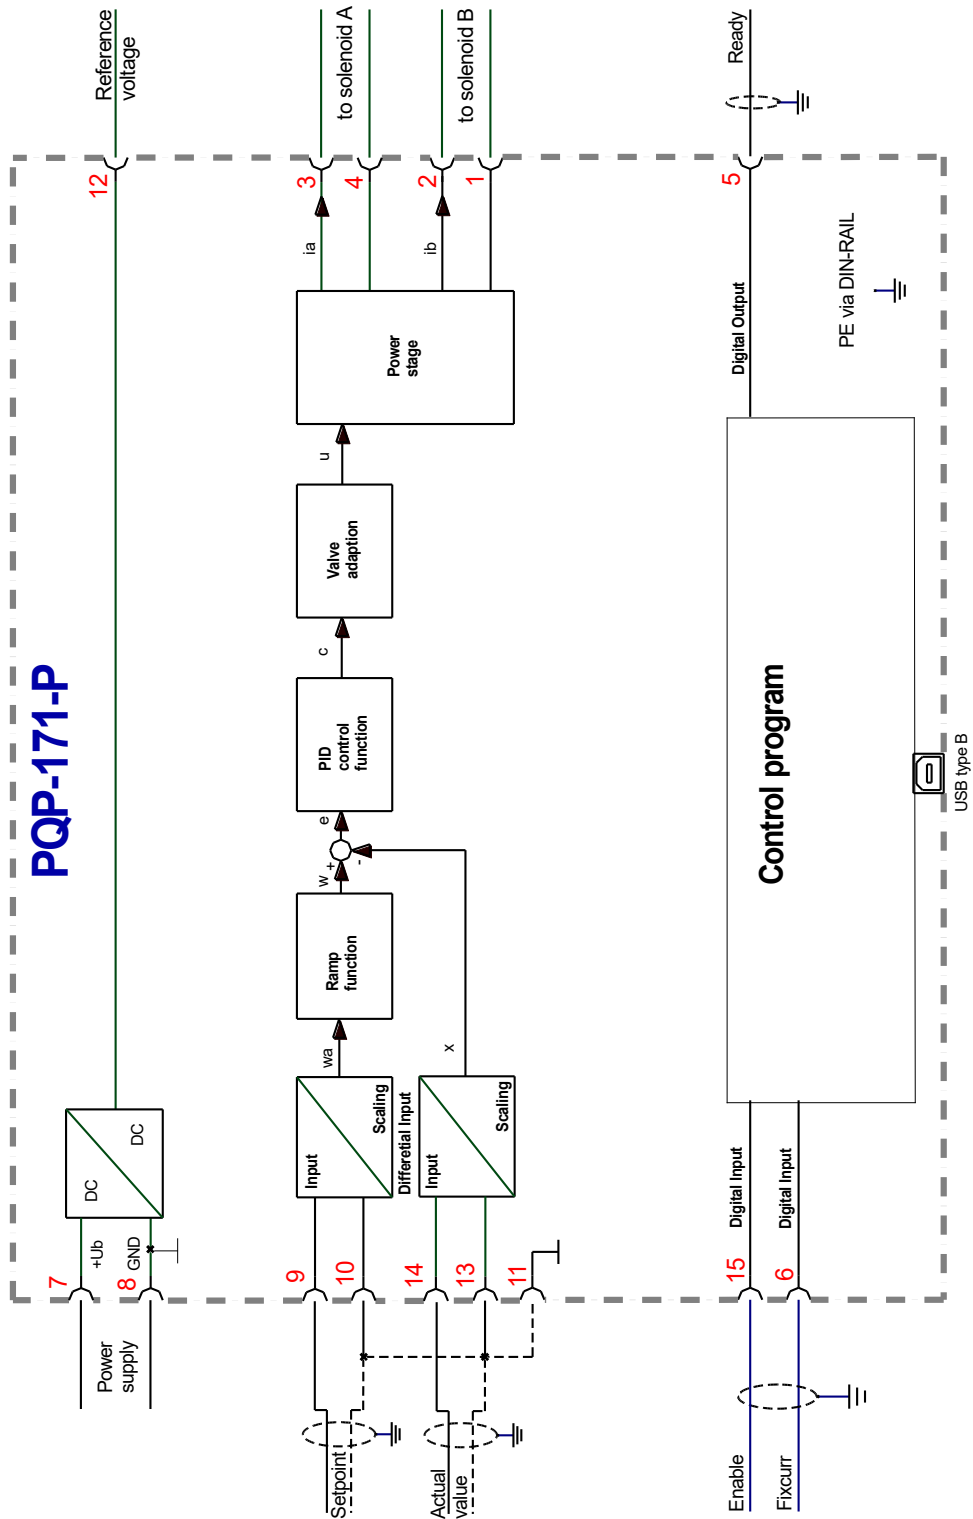 PQP-171-P
Power
supply
7
8
+Ub
GND
DC
DC
12
Reference
voltage
Setpoint
9
10
Input
Scaling
wa
Ramp
function
w
+
-
e
PID
control
function
c
Valve
adaption
u
Power
stage
ia
ib
3
4
2
1
to solenoid A
to solenoid B
Differetial Input
Actual
value
14
13
11
Input
Scaling
x
Enable
Fixcurr
15
6
Digital Input
Digital Input
Control program
Digital Output
5
Ready
PE via DIN-RAIL
USB type B